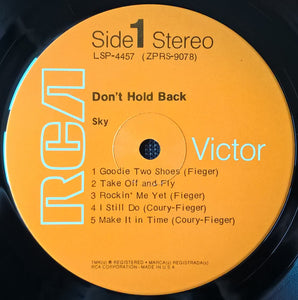 Side 1 Stereo
LSP-4457 (ZPRS-9078)
Don't Hold Back
Sky
RCA
Victor
1 Goodie Two Shoes (Fieger)
2 Take Off and Fly
3 Rockin' Me Yet (Fieger)
4 I Still Do (Coury-Fieger)
5 Make It in Time (Coury-Fieger)
TMK(s) ® REGISTERED • MARCA(s) REGISTRADA(s)
RCA CORPORATION - MADE IN U.S.A.